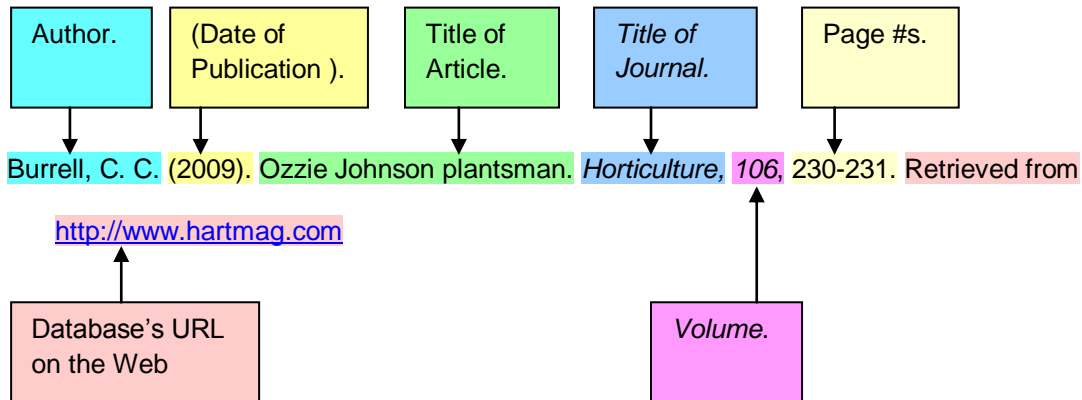 Author.
(Date of
Publication ).
Title of
Article.
Title of
Journal.
Page #s.
Burrell, C. C. (2009). Ozzie Johnson plantsman. Horticulture, 106, 230-231. Retrieved from
http://www.hartmag.com
Database's URL
on the Web
Volume.